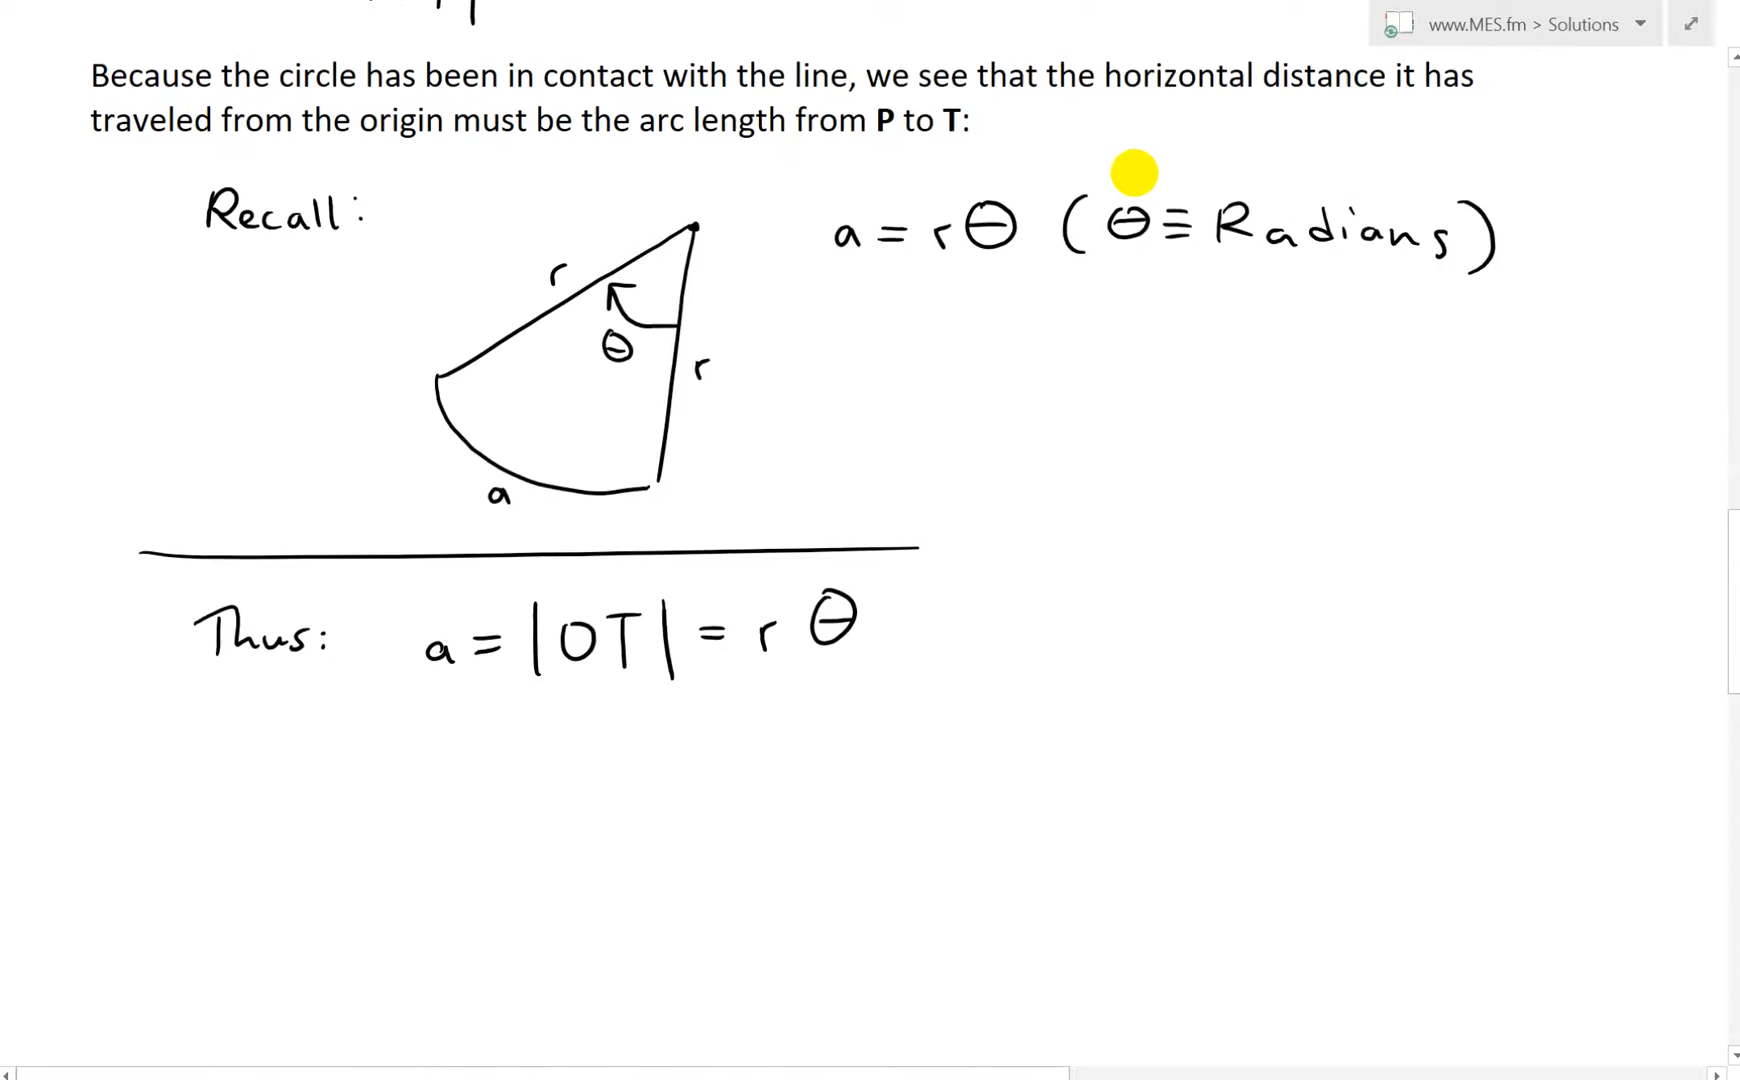 www.MES.fm > Solutions
Because the circle has been in contact with the line, we see that the horizontal distance it has
traveled from the origin must be the arc length from P to T:
Recall:
a = rθ (θ ≡ Radians)
r
θ
r
a
Thus: a = |OT| = r θ